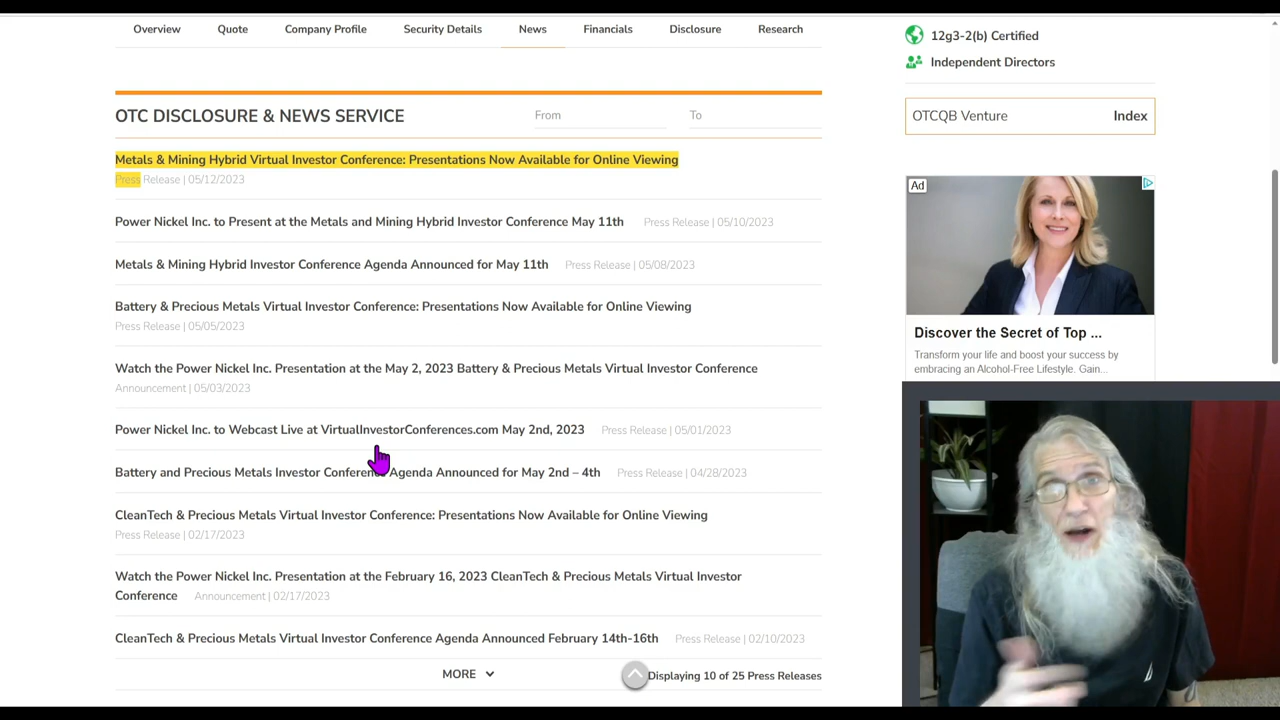 Overview Quote Company Profile Security Details News Financials Disclosure Research
12g3-2(b) Certified
Independent Directors
OTC DISCLOSURE & NEWS SERVICE From To
OTCQB Venture Index
Metals & Mining Hybrid Virtual Investor Conference: Presentations Now Available for Online Viewing
Press Release | 05/12/2023
Power Nickel Inc. to Present at the Metals and Mining Hybrid Investor Conference May 11th Press Release | 05/10/2023
Metals & Mining Hybrid Investor Conference Agenda Announced for May 11th Press Release | 05/08/2023
Battery & Precious Metals Virtual Investor Conference: Presentations Now Available for Online Viewing
Press Release | 05/05/2023
Watch the Power Nickel Inc. Presentation at the May 2, 2023 Battery & Precious Metals Virtual Investor Conference
Announcement | 05/03/2023
Power Nickel Inc. to Webcast Live at VirtualInvestorConferences.com May 2nd, 2023 Press Release | 05/01/2023
Battery and Precious Metals Investor Conference Agenda Announced for May 2nd – 4th Press Release | 04/28/2023
CleanTech & Precious Metals Virtual Investor Conference: Presentations Now Available for Online Viewing
Press Release | 02/17/2023
Watch the Power Nickel Inc. Presentation at the February 16, 2023 CleanTech & Precious Metals Virtual Investor
Conference Announcement | 02/17/2023
CleanTech & Precious Metals Virtual Investor Conference Agenda Announced February 14th-16th Press Release | 02/10/2023
MORE Displaying 10 of 25 Press Releases
Ad
Discover the Secret of Top ...
Transform your life and boost your success by
embracing an Alcohol-Free Lifestyle. Gain...